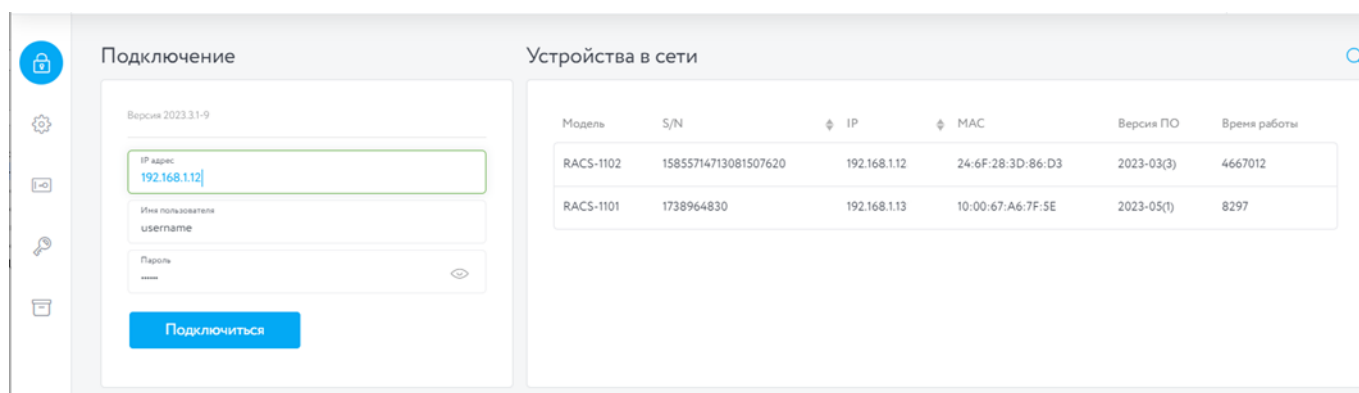 Подключение
Версия 2023.3.1-9
IP адрес
192.168.1.12
Имя пользователя
username
Пароль
••••••
Подключиться
Устройства в сети
Модель S/N IP MAC Версия ПО Время работы
RACS-1102 15855714713081507620 192.168.1.12 24:6F:28:3D:86:D3 2023-03(3) 4667012
RACS-1101 1738964830 192.168.1.13 10:00:67:A6:7F:5E 2023-05(1) 8297